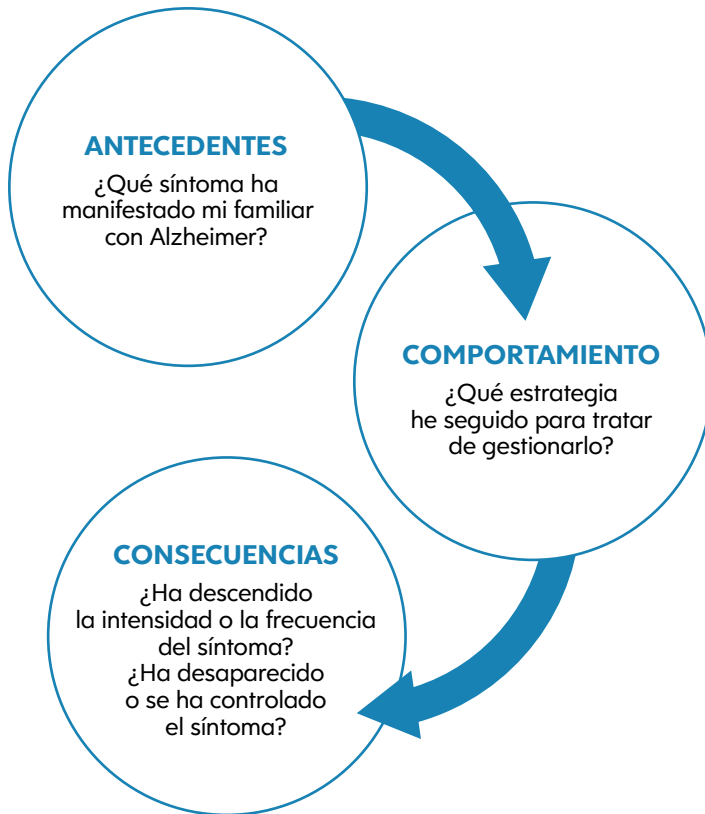 ANTECEDENTES
¿Qué síntoma ha
manifestado mi familiar
con Alzheimer?
COMPORTAMIENTO
¿Qué estrategia
he seguido para tratar
de gestionarlo?
CONSECUENCIAS
¿Ha descendido
la intensidad o la frecuencia
del síntoma?
¿Ha desaparecido
o se ha controlado
el síntoma?